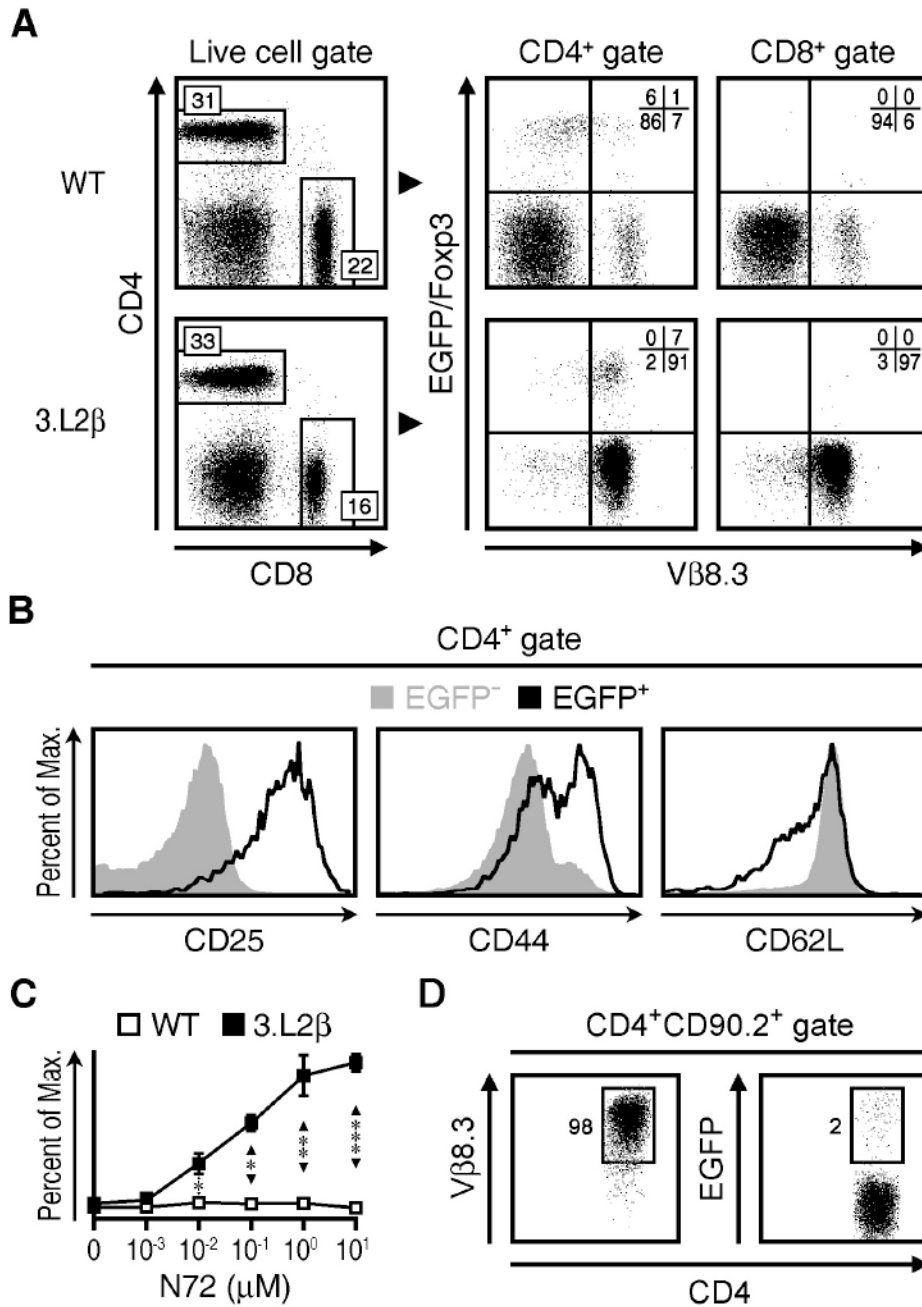 A
Live cell gate
CD4⁺ gate
CD8⁺ gate
WT
31
22
6 1
86 7
0 0
94 6
CD4
EGFP/Foxp3
3.L2β
33
16
0 7
2 91
0 0
3 97
CD8
Vβ8.3
B
CD4⁺ gate
EGFP⁻ EGFP⁺
Percent of Max.
CD25
CD44
CD62L
C
WT 3.L2β
Percent of Max.
* * ** ***
0 10⁻³ 10⁻² 10⁻¹ 10⁰ 10¹
N72 (μM)
D
CD4⁺CD90.2⁺ gate
Vβ8.3
98
EGFP
2
CD4